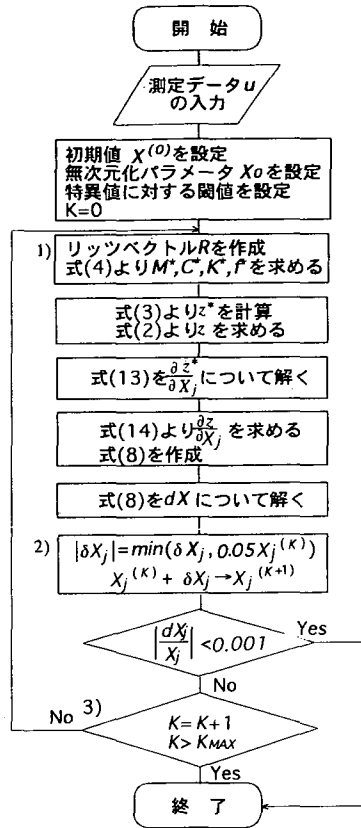 開　始
測定データu
の入力
初期値 X⁽⁰⁾を設定
無次元化パラメータ X₀ を設定
特異値に対する閾値を設定
K=0
1)
リッツベクトルRを作成
式(4)よりM*,C*,K*,f*を求める
式(3)よりz*を計算
式(2)よりz を求める
式(13)を∂z*/∂Xⱼについて解く
式(14)より∂z/∂Xⱼ を求める
式(8)を作成
式(8)をdXについて解く
2)
|δXⱼ|=min(δXⱼ, 0.05Xⱼ⁽ᴷ⁾)
Xⱼ⁽ᴷ⁾+ δXⱼ→Xⱼ⁽ᴷ⁺¹⁾
|dXⱼ/Xⱼ|<0.001
Yes
No
No 3)
K=K+1
K>K_MAX
Yes
終　了